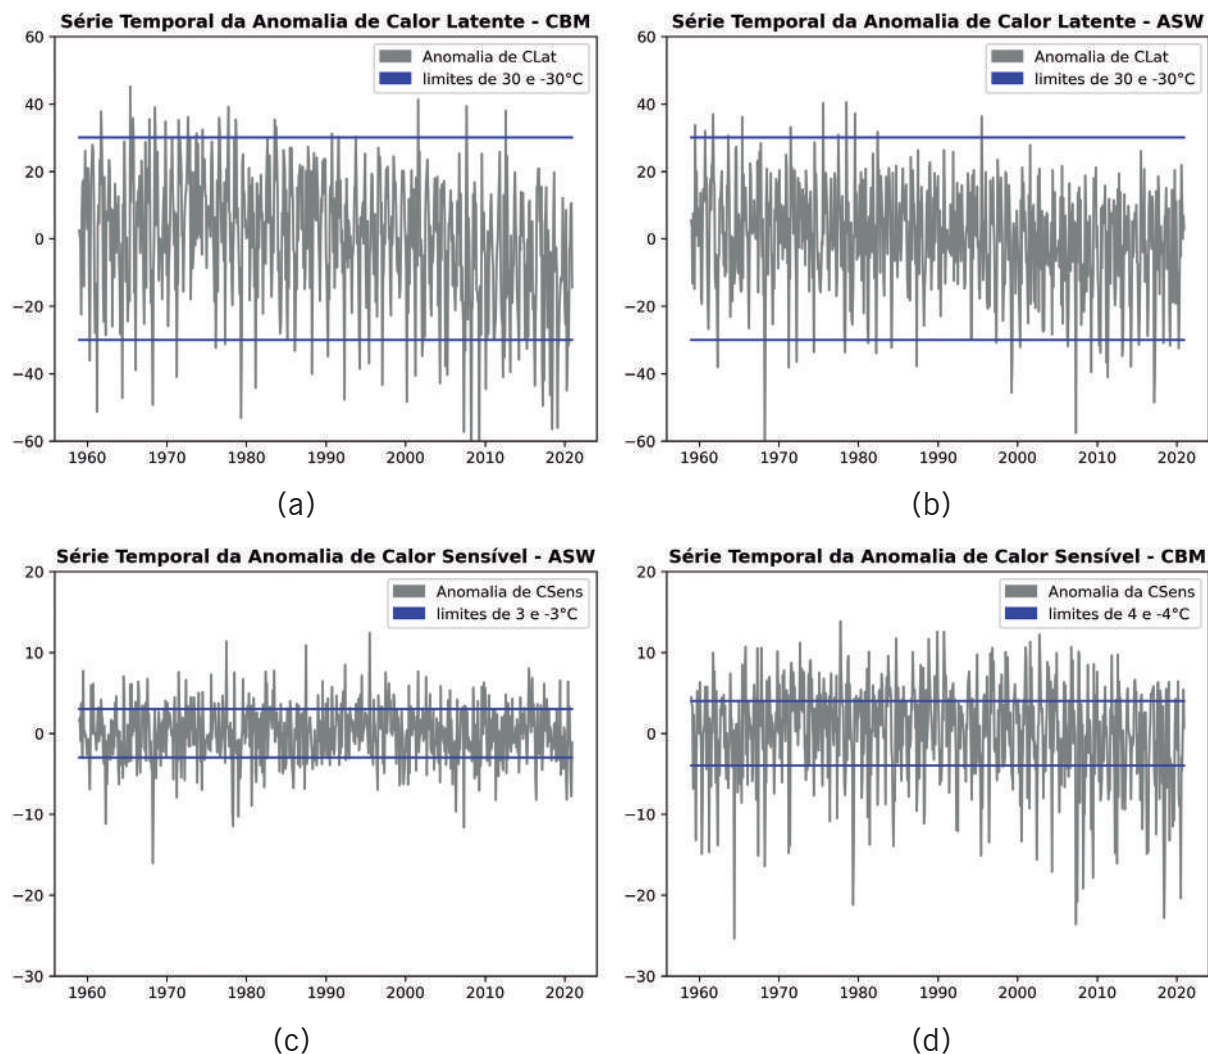 Série Temporal da Anomalia de Calor Latente - CBM
60
40
20
0
−20
−40
−60
Anomalia de CLat
limites de 30 e -30°C
1960 1970 1980 1990 2000 2010 2020
(a)
Série Temporal da Anomalia de Calor Latente - ASW
60
40
20
0
−20
−40
−60
Anomalia de CLat
limites de 30 e -30°C
1960 1970 1980 1990 2000 2010 2020
(b)
Série Temporal da Anomalia de Calor Sensível - ASW
20
10
0
−10
−20
−30
Anomalia de CSens
limites de 3 e -3°C
1960 1970 1980 1990 2000 2010 2020
(c)
Série Temporal da Anomalia de Calor Sensível - CBM
20
10
0
−10
−20
−30
Anomalia da CSens
limites de 4 e -4°C
1960 1970 1980 1990 2000 2010 2020
(d)